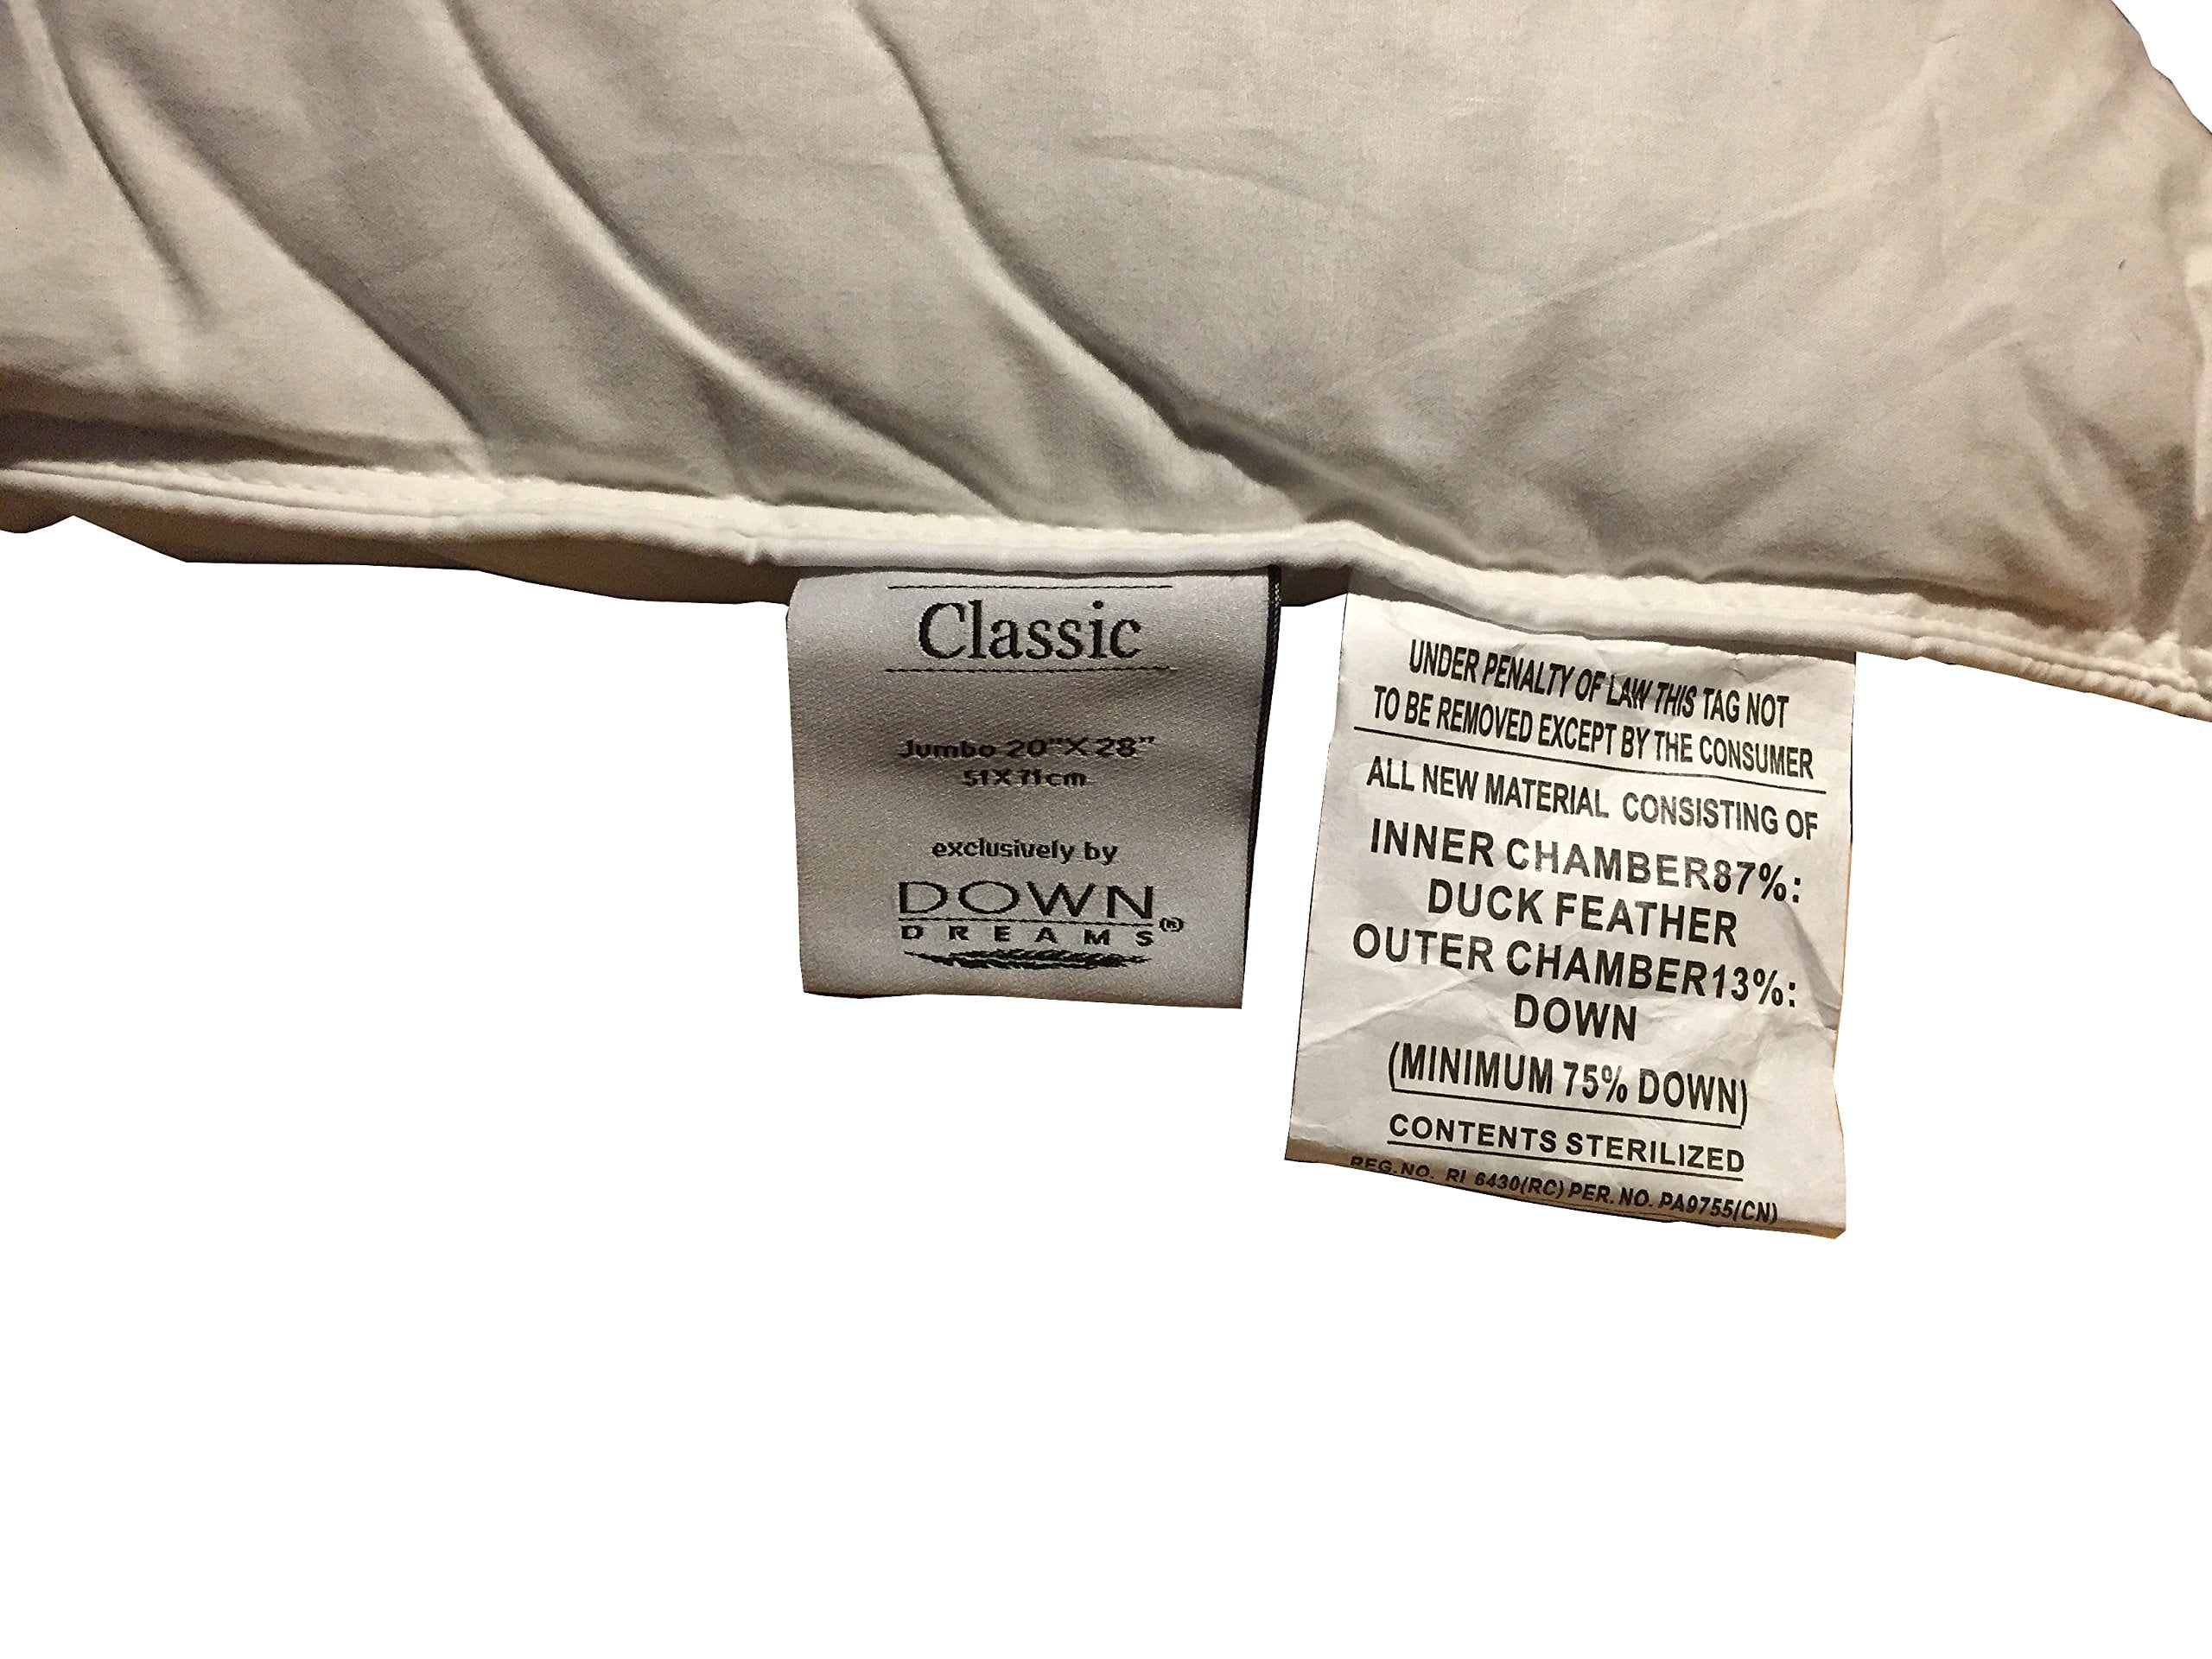 Classic
Jumbo 20"X 28"
51X71cm
exclusively by
DOWN
DREAMS®
UNDER PENALTY OF LAW THIS TAG NOT
TO BE REMOVED EXCEPT BY THE CONSUMER
ALL NEW MATERIAL CONSISTING OF
INNER CHAMBER87%:
DUCK FEATHER
OUTER CHAMBER13%:
DOWN
(MINIMUM 75% DOWN)
CONTENTS STERILIZED
REG.NO. RI 6430(RC) PER. NO. PA9755(CN)